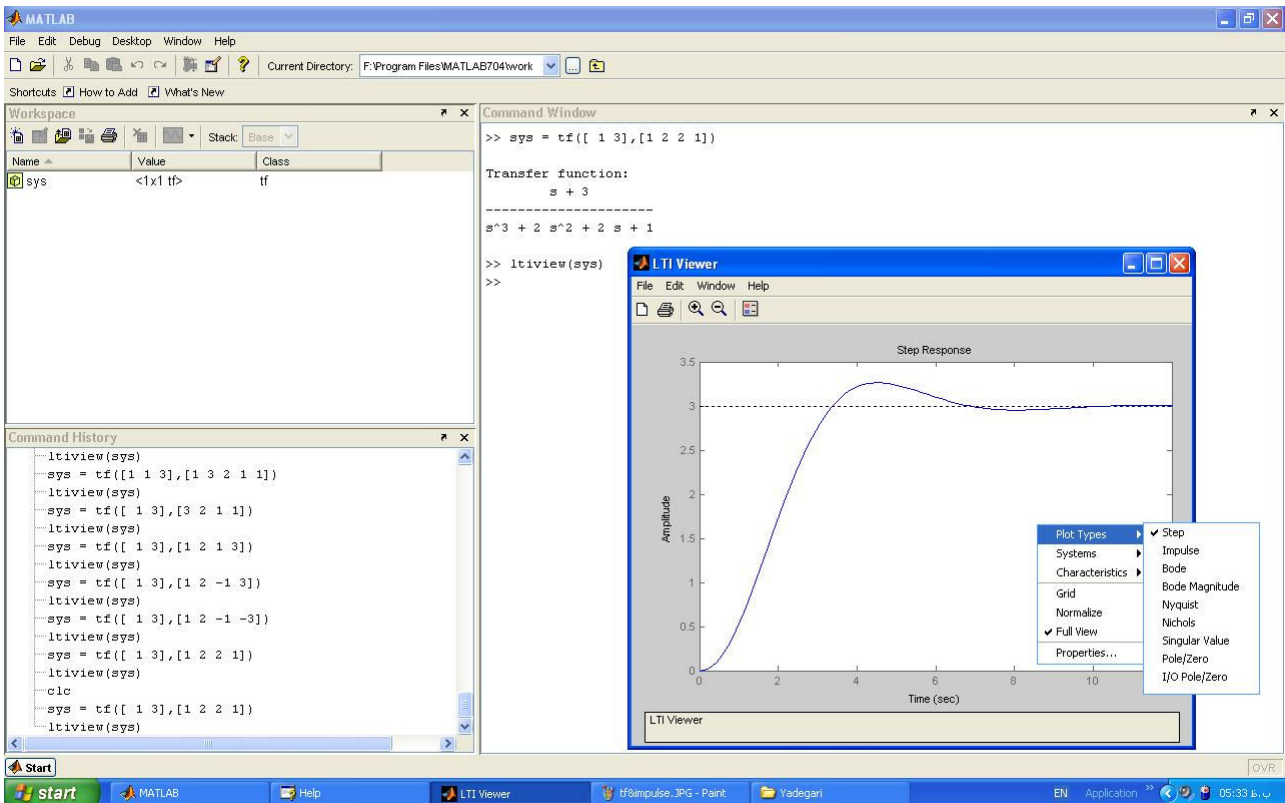 MATLAB
File Edit Debug Desktop Window Help
Current Directory: F:\Program Files\MATLAB704\work
Shortcuts How to Add What's New
Workspace
Stack: Base
Name Value Class
sys <1x1 tf> tf
Command History
ltiview(sys)
sys = tf([1 1 3],[1 3 2 1 1])
ltiview(sys)
sys = tf([ 1 3],[3 2 1 1])
ltiview(sys)
sys = tf([ 1 3],[1 2 1 3])
ltiview(sys)
sys = tf([ 1 3],[1 2 -1 3])
ltiview(sys)
sys = tf([ 1 3],[1 2 -1 -3])
ltiview(sys)
sys = tf([ 1 3],[1 2 2 1])
ltiview(sys)
clc
sys = tf([ 1 3],[1 2 2 1])
ltiview(sys)
Command Window
>> sys = tf([ 1 3],[1 2 2 1])
Transfer function:
s + 3
---------------------
s^3 + 2 s^2 + 2 s + 1
>> ltiview(sys)
>>
LTI Viewer
File Edit Window Help
Step Response
Amplitude
3.5
3
2.5
2
1.5
1
0.5
0
0 2 4 6 8 10
Time (sec)
LTI Viewer
Plot Types
Systems
Characteristics
Grid
Normalize
Full View
Properties...
Step
Impulse
Bode
Bode Magnitude
Nyquist
Nichols
Singular Value
Pole/Zero
I/O Pole/Zero
Start
OVR
start MATLAB Help LTI Viewer tf&impulse.JPG - Paint Yadegari EN Application » 05:33 ب.ظ